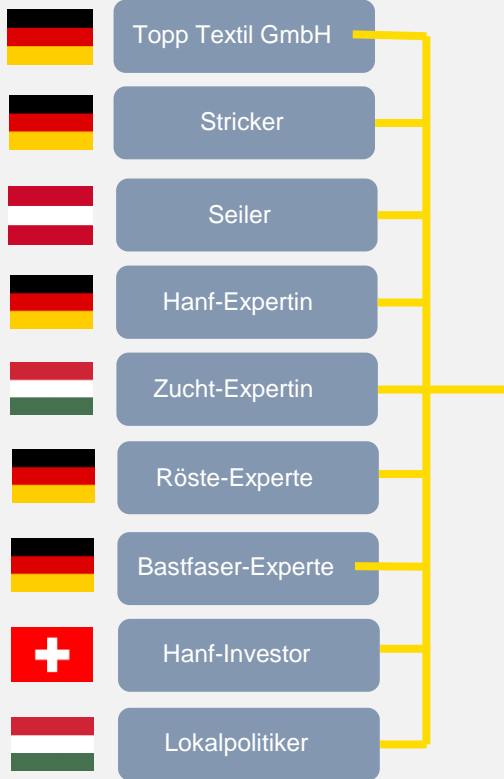 Topp Textil GmbH
Stricker
Seiler
Hanf-Expertin
Zucht-Expertin
Röste-Experte
Bastfaser-Experte
Hanf-Investor
Lokalpolitiker